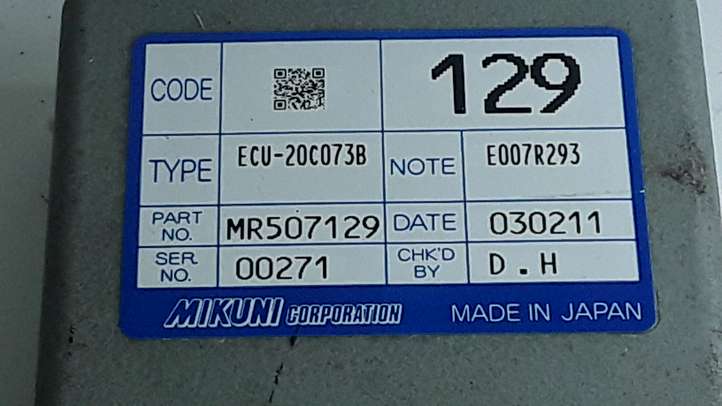 CODE 129
TYPE ECU-20C073B NOTE E007R293
PART NO. MR507129 DATE 030211
SER NO. 00271 CHK'D BY D.H
MIKUNI CORPORATION MADE IN JAPAN